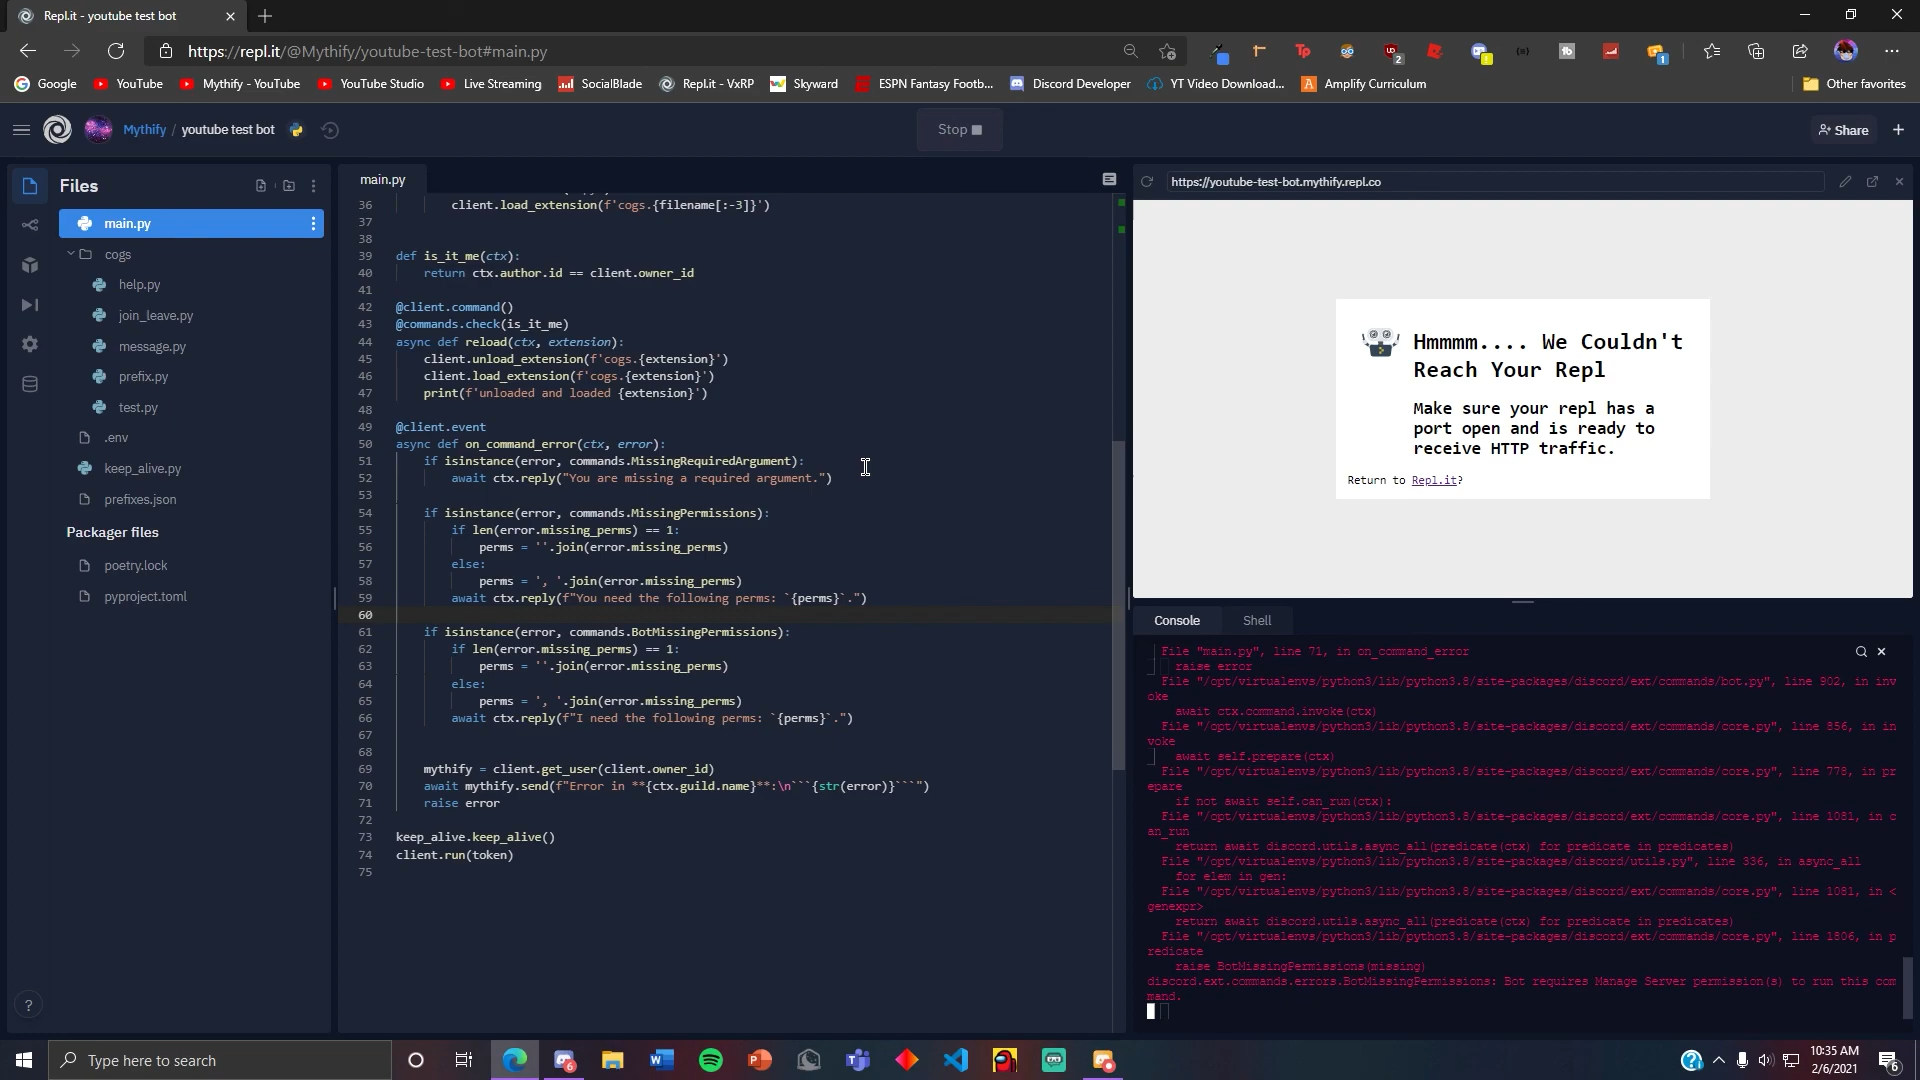 Repl.it - youtube test bot
https://repl.it/@Mythify/youtube-test-bot#main.py
Google
YouTube
Mythify - YouTube
YouTube Studio
Live Streaming
SocialBlade
Repl.it - VxRP
Skyward
ESPN Fantasy Footb...
Discord Developer
YT Video Download...
Amplify Curriculum
Other favorites
Mythify / youtube test bot
Stop
Share
Files
main.py
cogs
help.py
join_leave.py
message.py
prefix.py
test.py
.env
keep_alive.py
prefixes.json
Packager files
poetry.lock
pyproject.toml
main.py
36 client.load_extension(f'cogs.{filename[:-3]}')
37
38
39 def is_it_me(ctx):
40 return ctx.author.id == client.owner_id
41
42 @client.command()
43 @commands.check(is_it_me)
44 async def reload(ctx, extension):
45 client.unload_extension(f'cogs.{extension}')
46 client.load_extension(f'cogs.{extension}')
47 print(f'unloaded and loaded {extension}')
48
49 @client.event
50 async def on_command_error(ctx, error):
51 if isinstance(error, commands.MissingRequiredArgument):
52 await ctx.reply("You are missing a required argument.")
53
54 if isinstance(error, commands.MissingPermissions):
55 if len(error.missing_perms) == 1:
56 perms = ''.join(error.missing_perms)
57 else:
58 perms = ', '.join(error.missing_perms)
59 await ctx.reply(f"You need the following perms: `{perms}`.")
60
61 if isinstance(error, commands.BotMissingPermissions):
62 if len(error.missing_perms) == 1:
63 perms = ''.join(error.missing_perms)
64 else:
65 perms = ', '.join(error.missing_perms)
66 await ctx.reply(f"I need the following perms: `{perms}`.")
67
68
69 mythify = client.get_user(client.owner_id)
70 await mythify.send(f"Error in **{ctx.guild.name}**:\n```{str(error)}```")
71 raise error
72
73 keep_alive.keep_alive()
74 client.run(token)
75
https://youtube-test-bot.mythify.repl.co
Hmmmm.... We Couldn't
Reach Your Repl
Make sure your repl has a
port open and is ready to
receive HTTP traffic.
Return to Repl.it?
Console
Shell
File "main.py", line 71, in on_command_error
raise error
File "/opt/virtualenvs/python3/lib/python3.8/site-packages/discord/ext/commands/bot.py", line 902, in inv
oke
await ctx.command.invoke(ctx)
File "/opt/virtualenvs/python3/lib/python3.8/site-packages/discord/ext/commands/core.py", line 856, in in
voke
await self.prepare(ctx)
File "/opt/virtualenvs/python3/lib/python3.8/site-packages/discord/ext/commands/core.py", line 778, in pr
epare
if not await self.can_run(ctx):
File "/opt/virtualenvs/python3/lib/python3.8/site-packages/discord/ext/commands/core.py", line 1081, in c
an_run
return await discord.utils.async_all(predicate(ctx) for predicate in predicates)
File "/opt/virtualenvs/python3/lib/python3.8/site-packages/discord/utils.py", line 336, in async_all
for elem in gen:
File "/opt/virtualenvs/python3/lib/python3.8/site-packages/discord/ext/commands/core.py", line 1081, in <
genexpr>
return await discord.utils.async_all(predicate(ctx) for predicate in predicates)
File "/opt/virtualenvs/python3/lib/python3.8/site-packages/discord/ext/commands/core.py", line 1806, in p
redicate
raise BotMissingPermissions(missing)
discord.ext.commands.errors.BotMissingPermissions: Bot requires Manage Server permission(s) to run this com
mand.
Type here to search
10:35 AM
2/6/2021